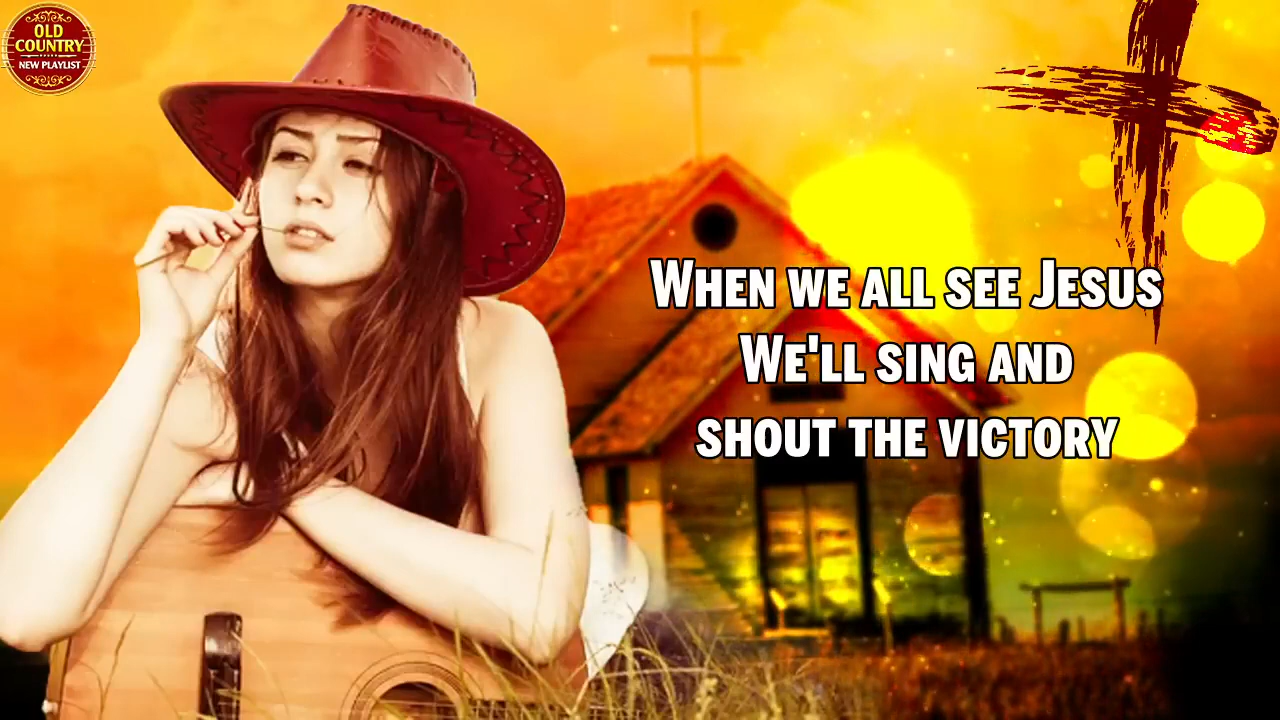 OLD
COUNTRY
NEW PLAYLIST
When we all see Jesus
We'll sing and
shout the victory